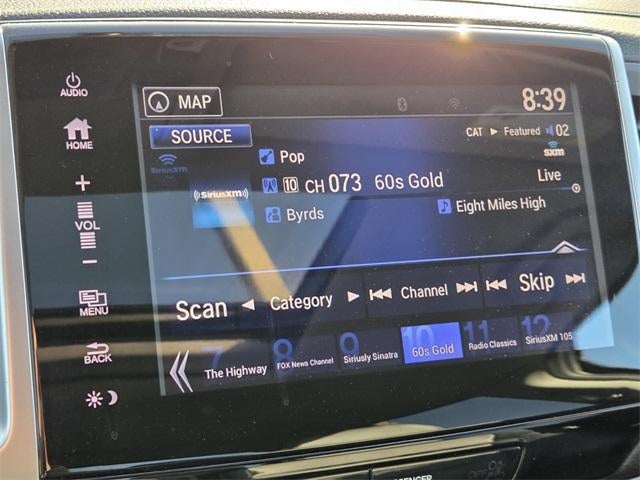 AUDIO
HOME
+
VOL
−
MENU
BACK
MAP
8:39
SOURCE
CAT ► Featured 02
SiriusXM
Pop
sxm
((SiriusXM))
10 CH 073 60s Gold
Live
Byrds
Eight Miles High
Scan ◄ Category ► Channel Skip
7 The Highway
8 FOX News Channel
9 Siriusly Sinatra
10 60s Gold
11 Radio Classics
12 SiriusXM 105